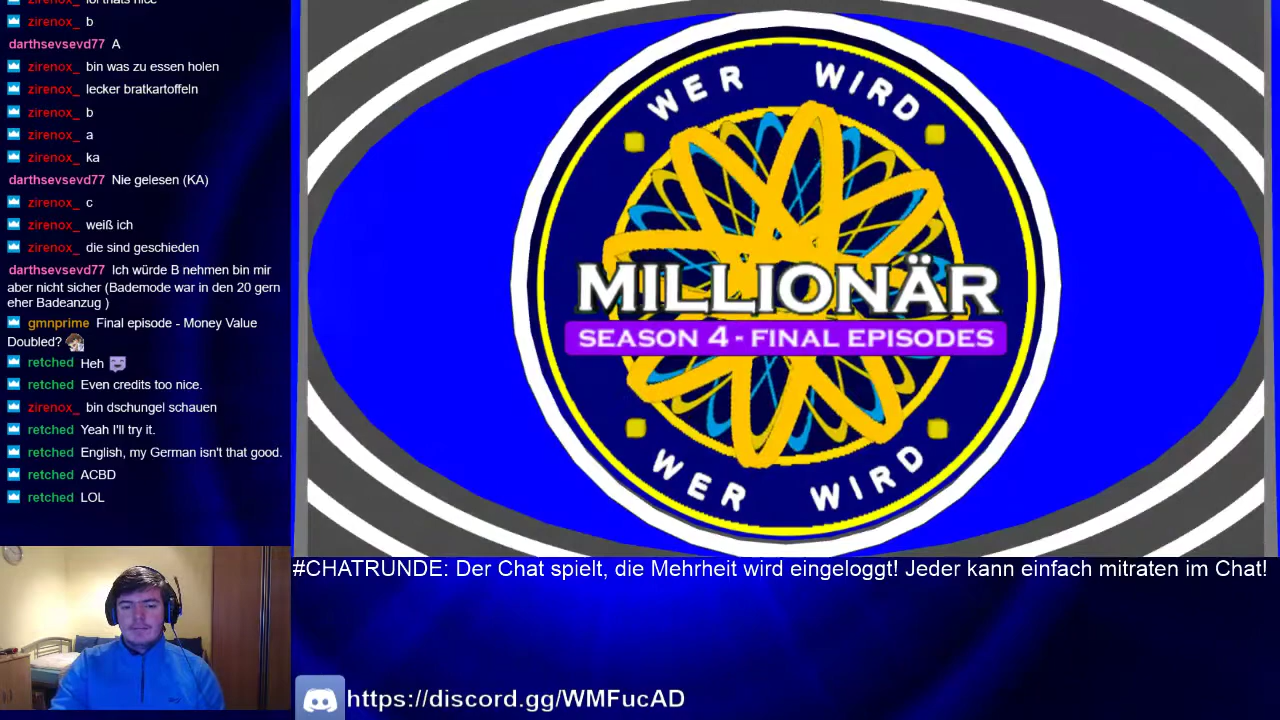 zirenox_ lol thats nice
zirenox_ b
darthsevsevd77 A
zirenox_ bin was zu essen holen
zirenox_ lecker bratkartoffeln
zirenox_ b
zirenox_ a
zirenox_ ka
darthsevsevd77 Nie gelesen (KA)
zirenox_ c
zirenox_ weiß ich
zirenox_ die sind geschieden
darthsevsevd77 Ich würde B nehmen bin mir
aber nicht sicher (Bademode war in den 20 gern
eher Badeanzug )
gmnprime Final episode - Money Value
Doubled?
retched Heh
retched Even credits too nice.
zirenox_ bin dschungel schauen
retched Yeah I'll try it.
retched English, my German isn't that good.
retched ACBD
retched LOL
WER WIRD
MILLIONÄR
SEASON 4 - FINAL EPISODES
WER WIRD
#CHATRUNDE: Der Chat spielt, die Mehrheit wird eingeloggt! Jeder kann einfach mitraten im Chat!
https://discord.gg/WMFucAD